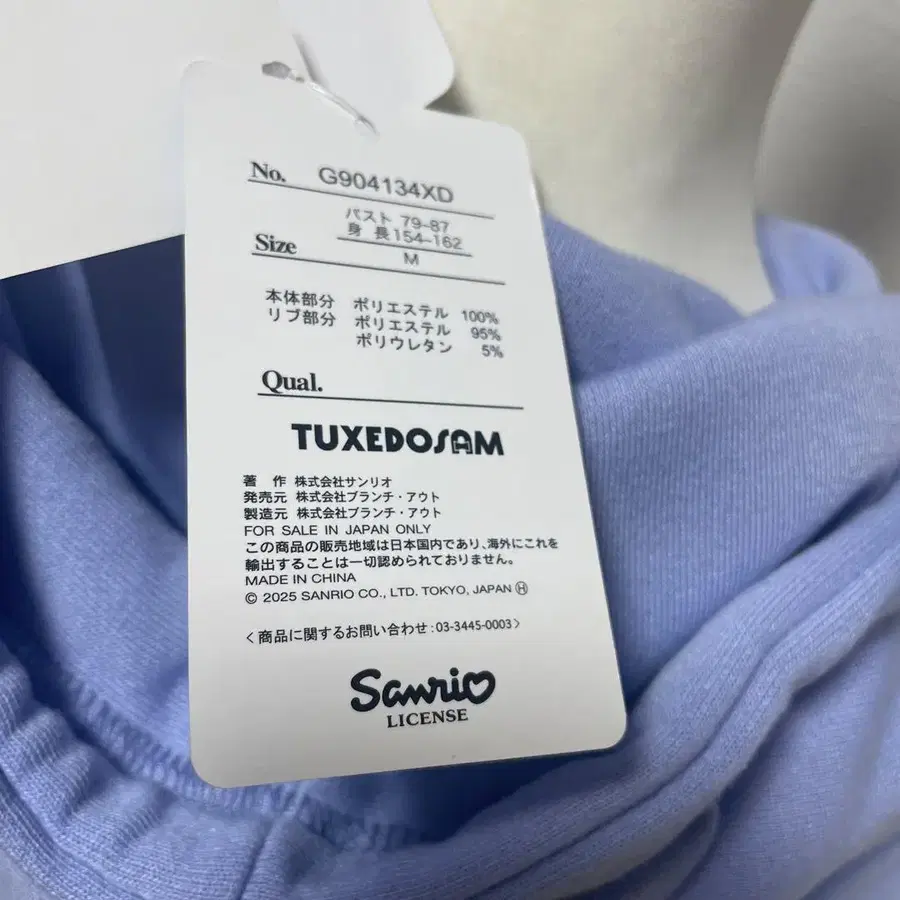 No. G904134XD
バスト 79-87
身 長 154-162
Size M
本体部分 ポリエステル 100%
リブ部分 ポリエステル 95%
ポリウレタン 5%
Qual.
TUXEDOSAM
著 作 株式会社サンリオ
発売元 株式会社ブランチ・アウト
製造元 株式会社ブランチ・アウト
FOR SALE IN JAPAN ONLY
この商品の販売地域は日本国内であり、海外にこれを
輸出することは一切認められておりません。
MADE IN CHINA
© 2025 SANRIO CO., LTD. TOKYO, JAPAN Ⓗ
〈商品に関するお問い合わせ:03-3445-0003〉
Sanrio
LICENSE